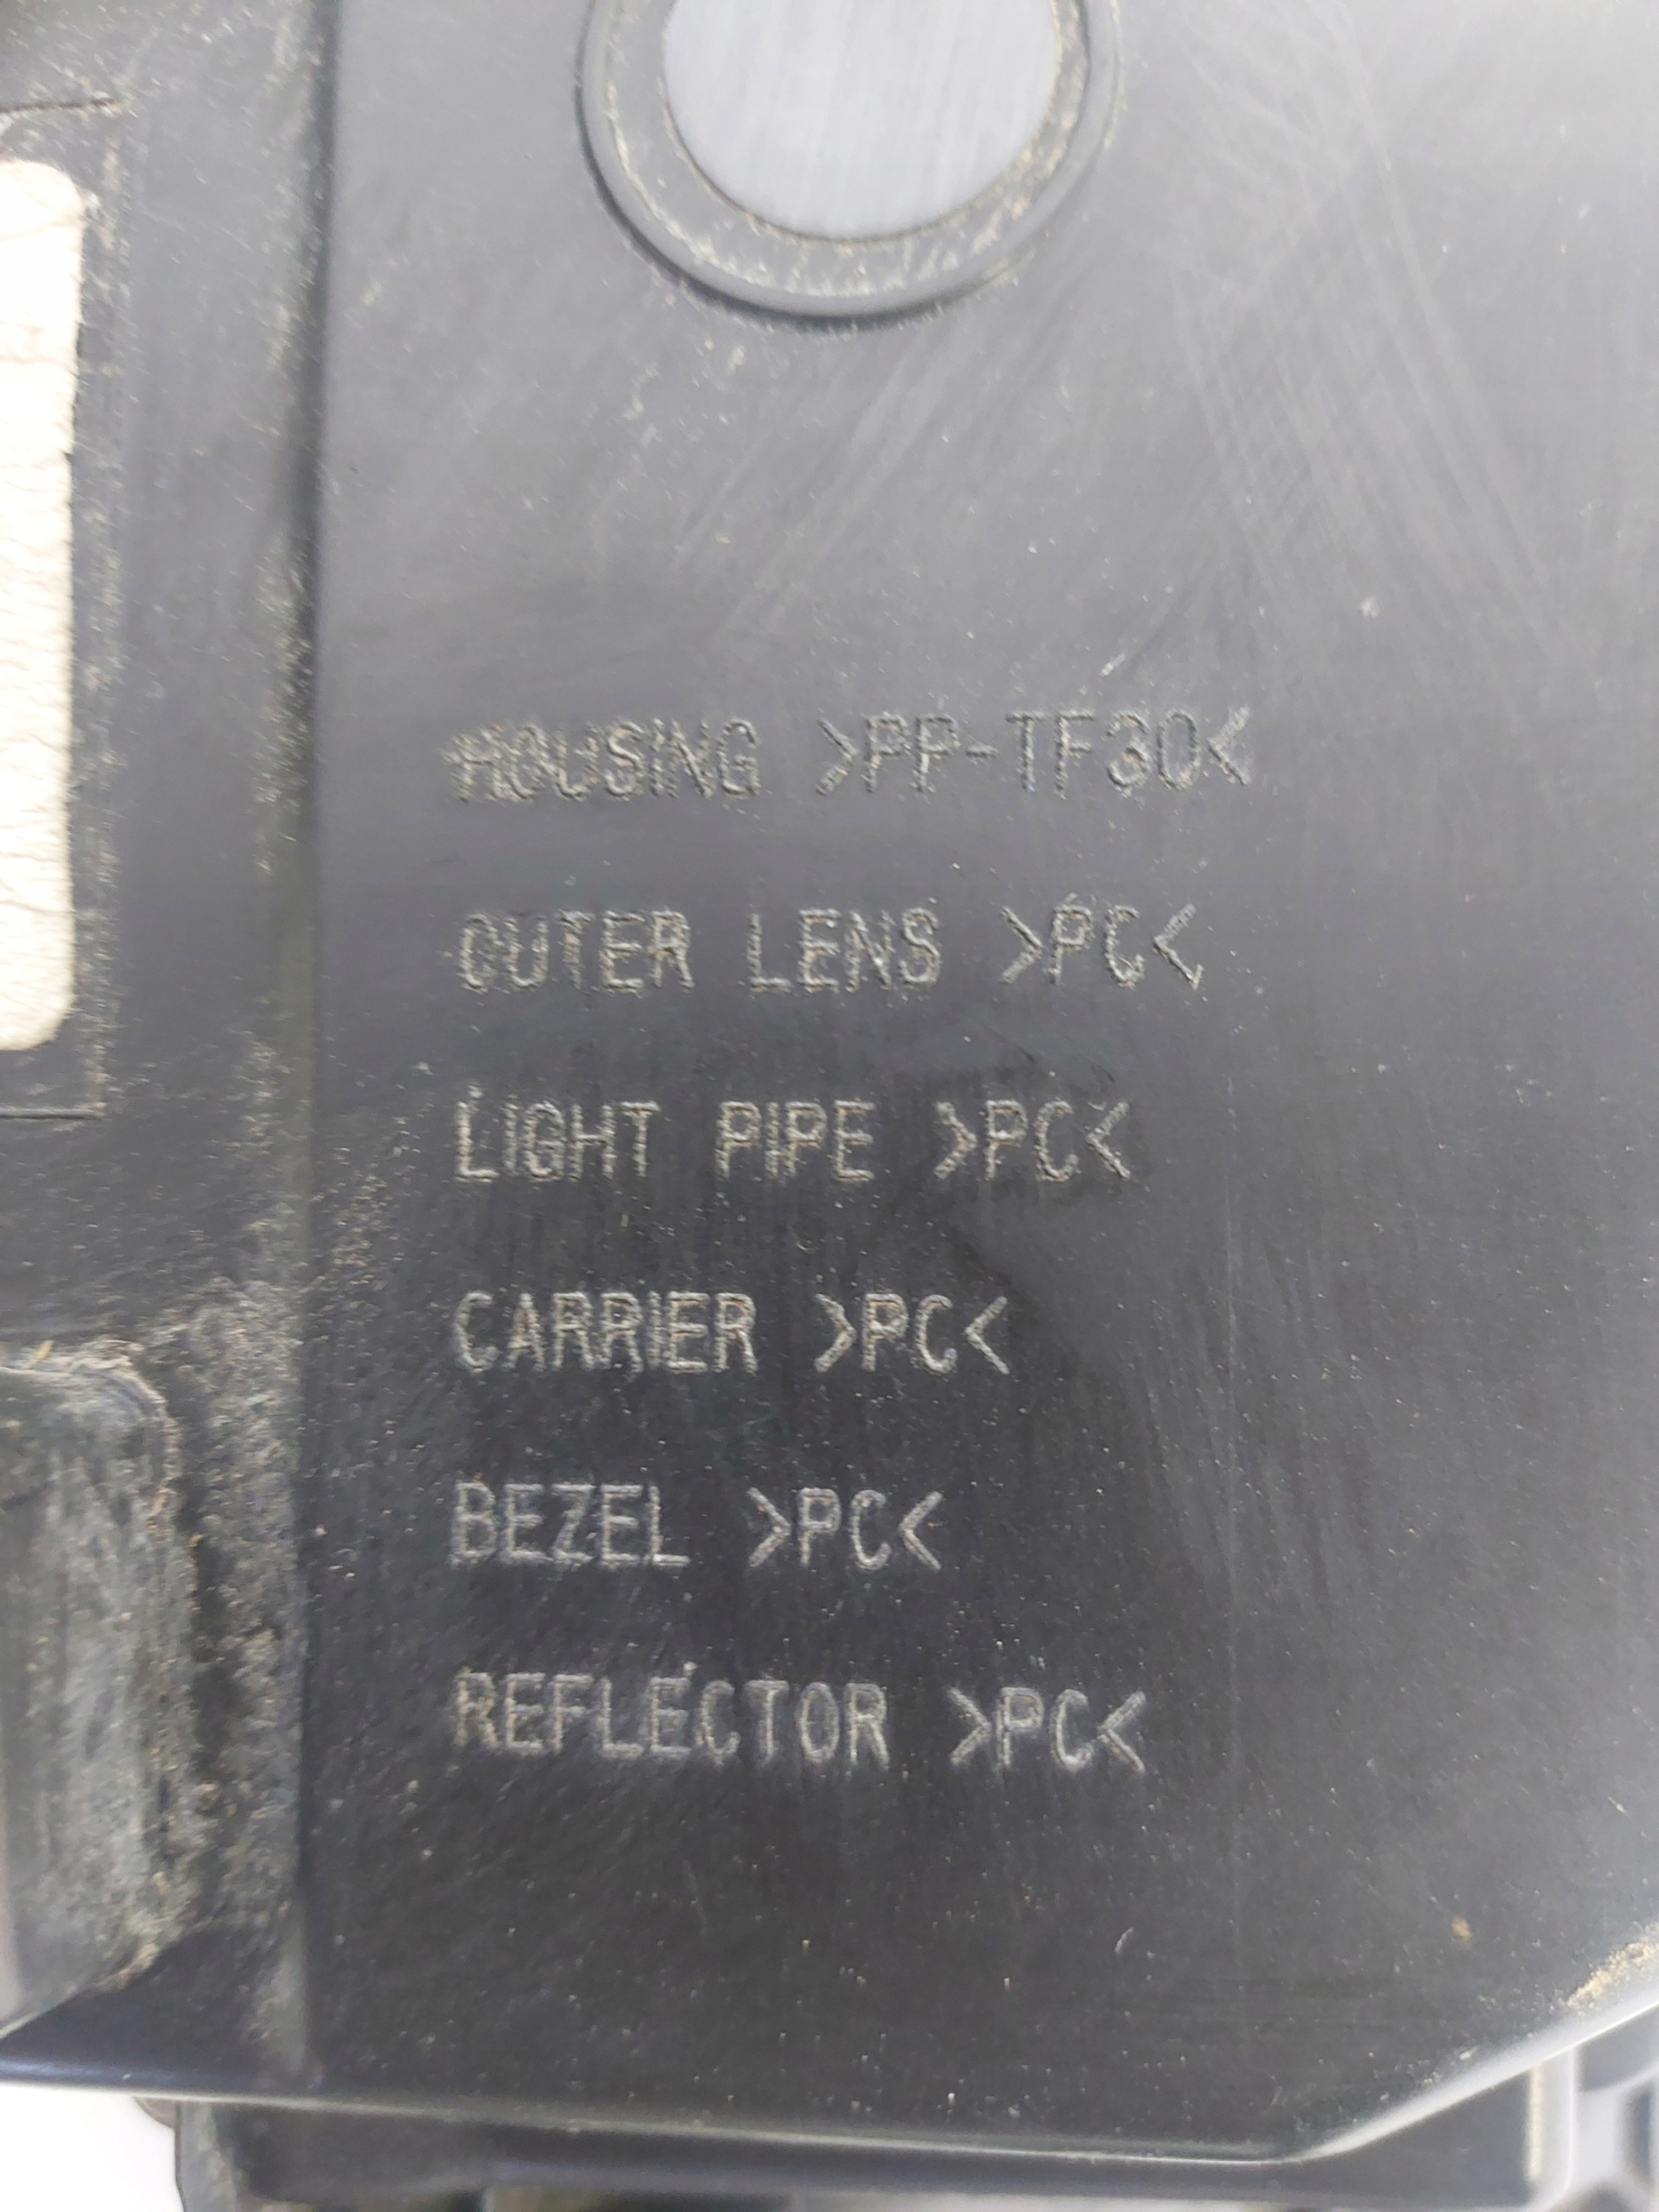 HOUSING >PP-TF30<
OUTER LENS >PC<
LIGHT PIPE >PC<
CARRIER >PC<
BEZEL >PC<
REFLECTOR >PC<